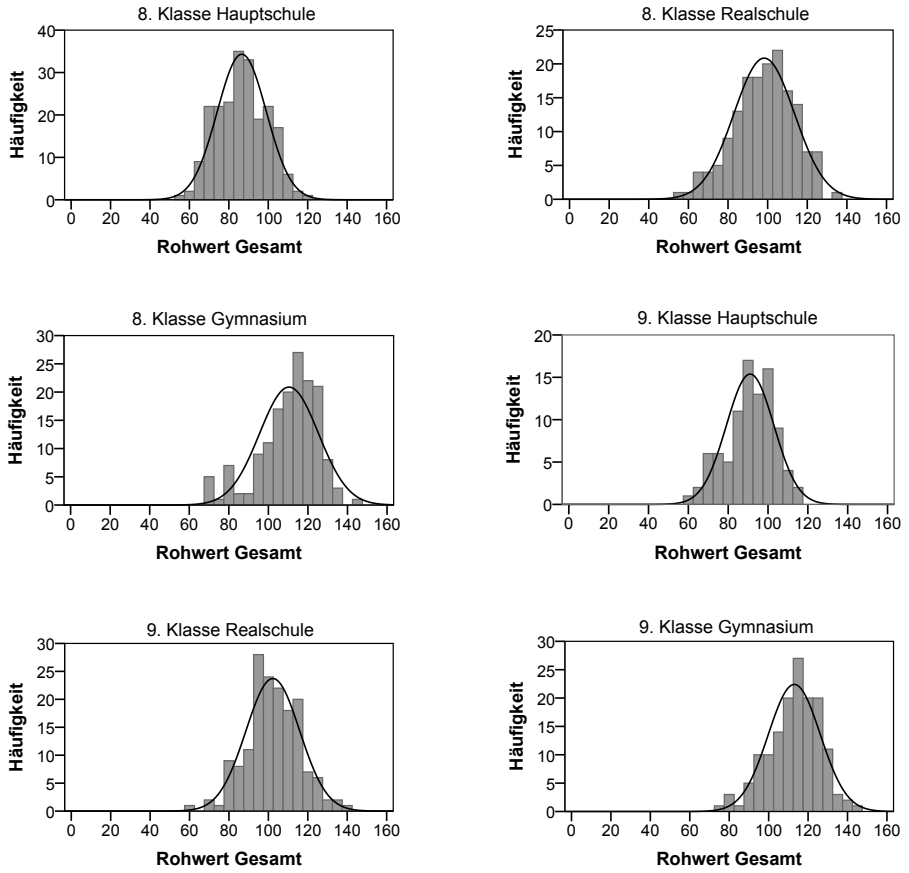 8. Klasse Hauptschule
40
30
20
10
0
Häufigkeit
0 20 40 60 80 100 120 140 160
Rohwert Gesamt
8. Klasse Realschule
25
20
15
10
5
0
Häufigkeit
0 20 40 60 80 100 120 140 160
Rohwert Gesamt
8. Klasse Gymnasium
30
25
20
15
10
5
0
Häufigkeit
0 20 40 60 80 100 120 140 160
Rohwert Gesamt
9. Klasse Hauptschule
20
15
10
5
0
Häufigkeit
0 20 40 60 80 100 120 140 160
Rohwert Gesamt
9. Klasse Realschule
30
25
20
15
10
5
0
Häufigkeit
0 20 40 60 80 100 120 140 160
Rohwert Gesamt
9. Klasse Gymnasium
30
25
20
15
10
5
0
Häufigkeit
0 20 40 60 80 100 120 140 160
Rohwert Gesamt